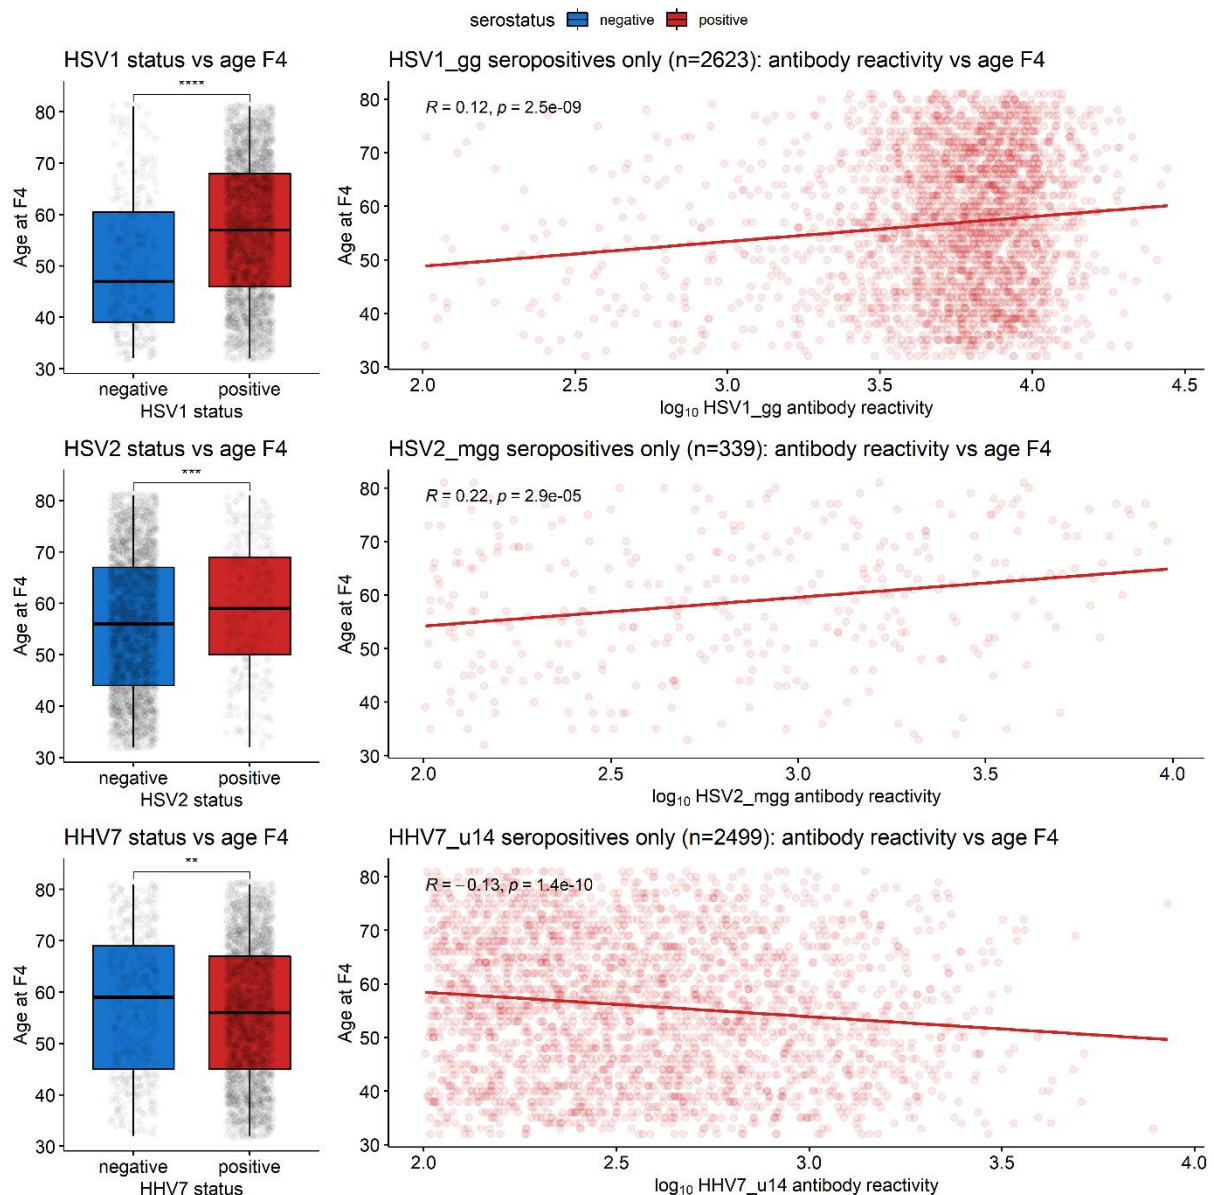 serostatus negative positive
HSV1 status vs age F4
****
Age at F4
80
70
60
50
40
30
negative positive
HSV1 status
HSV1_gg seropositives only (n=2623): antibody reactivity vs age F4
R = 0.12, p = 2.5e-09
Age at F4
80
70
60
50
40
30
2.0 2.5 3.0 3.5 4.0 4.5
log₁₀ HSV1_gg antibody reactivity
HSV2 status vs age F4
***
Age at F4
80
70
60
50
40
30
negative positive
HSV2 status
HSV2_mgg seropositives only (n=339): antibody reactivity vs age F4
R = 0.22, p = 2.9e-05
Age at F4
80
70
60
50
40
30
2.0 2.5 3.0 3.5 4.0
log₁₀ HSV2_mgg antibody reactivity
HHV7 status vs age F4
**
Age at F4
80
70
60
50
40
30
negative positive
HHV7 status
HHV7_u14 seropositives only (n=2499): antibody reactivity vs age F4
R = −0.13, p = 1.4e-10
Age at F4
80
70
60
50
40
30
2.0 2.5 3.0 3.5 4.0
log₁₀ HHV7_u14 antibody reactivity